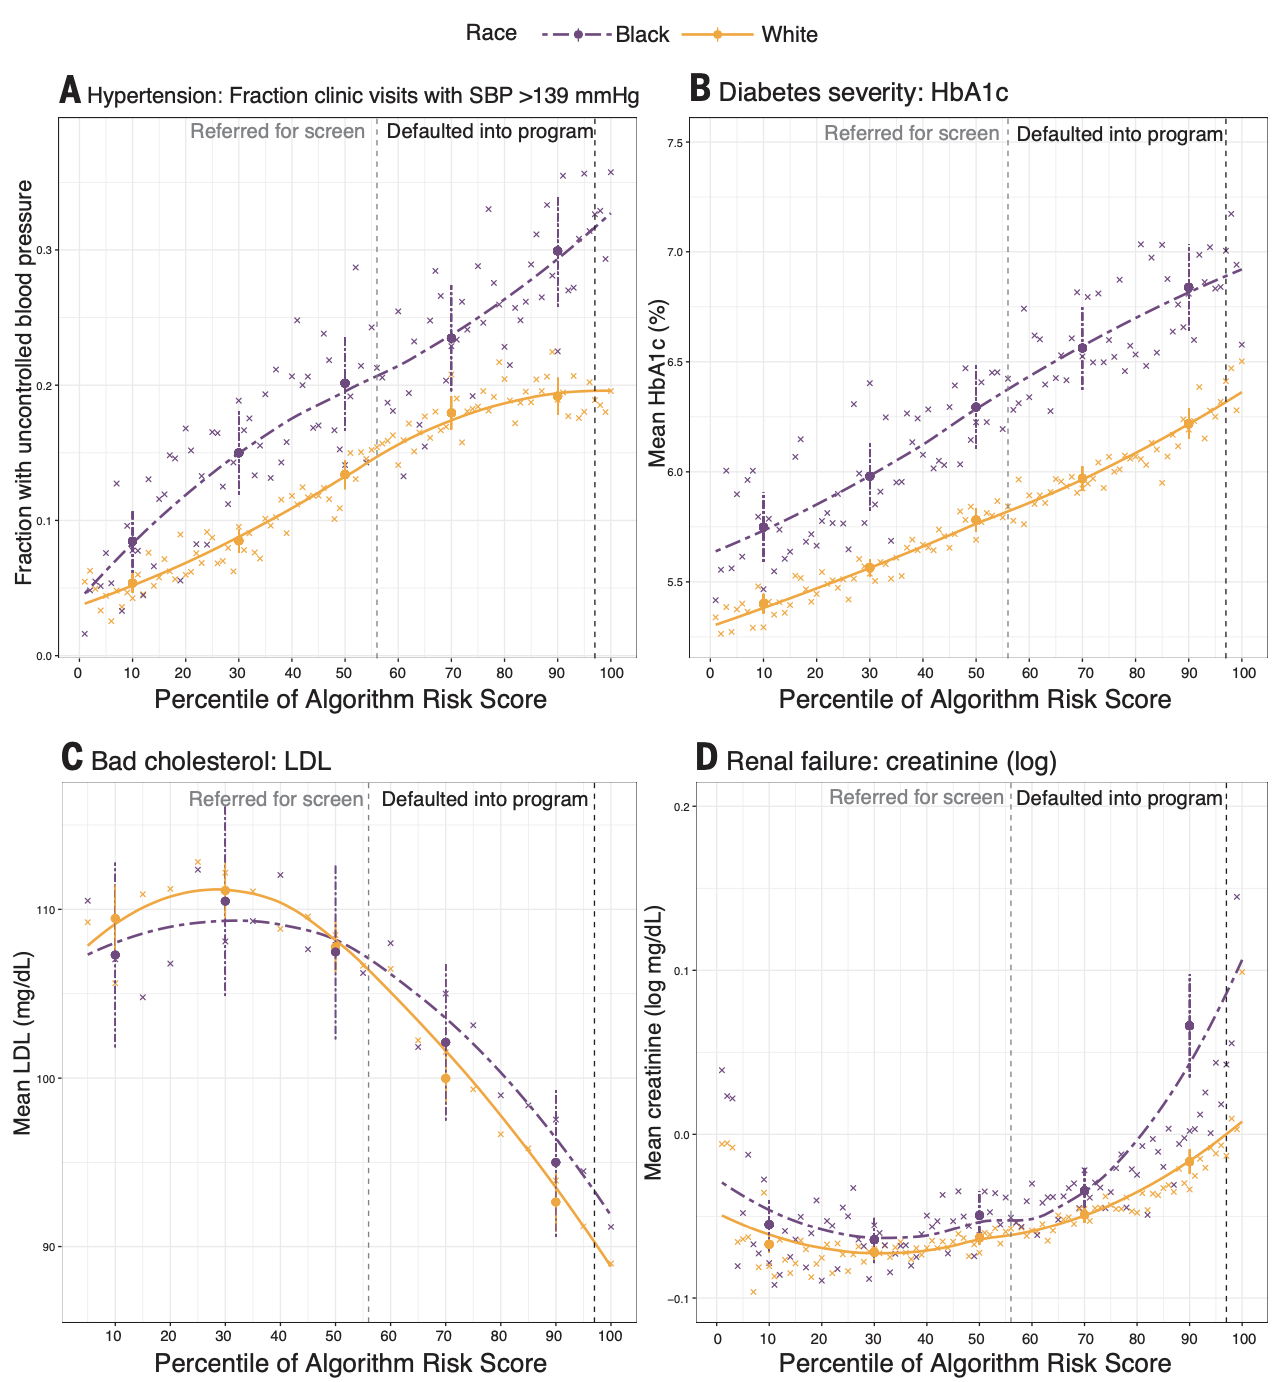 Race Black White
A Hypertension: Fraction clinic visits with SBP >139 mmHg
Referred for screen Defaulted into program
Fraction with uncontrolled blood pressure
0.3
0.2
0.1
0.0
0 10 20 30 40 50 60 70 80 90 100
Percentile of Algorithm Risk Score
B Diabetes severity: HbA1c
Referred for screen Defaulted into program
Mean HbA1c (%)
7.5
7.0
6.5
6.0
5.5
0 10 20 30 40 50 60 70 80 90 100
Percentile of Algorithm Risk Score
C Bad cholesterol: LDL
Referred for screen Defaulted into program
Mean LDL (mg/dL)
110
100
90
10 20 30 40 50 60 70 80 90 100
Percentile of Algorithm Risk Score
D Renal failure: creatinine (log)
Referred for screen Defaulted into program
Mean creatinine (log mg/dL)
0.2
0.1
0.0
−0.1
0 10 20 30 40 50 60 70 80 90 100
Percentile of Algorithm Risk Score